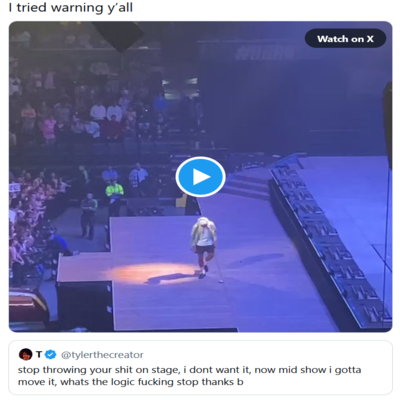 I tried warning y'all
Watch on X
T @tylerthecreator
stop throwing your shit on stage, i dont want it, now mid show i gotta
move it, whats the logic fucking stop thanks b